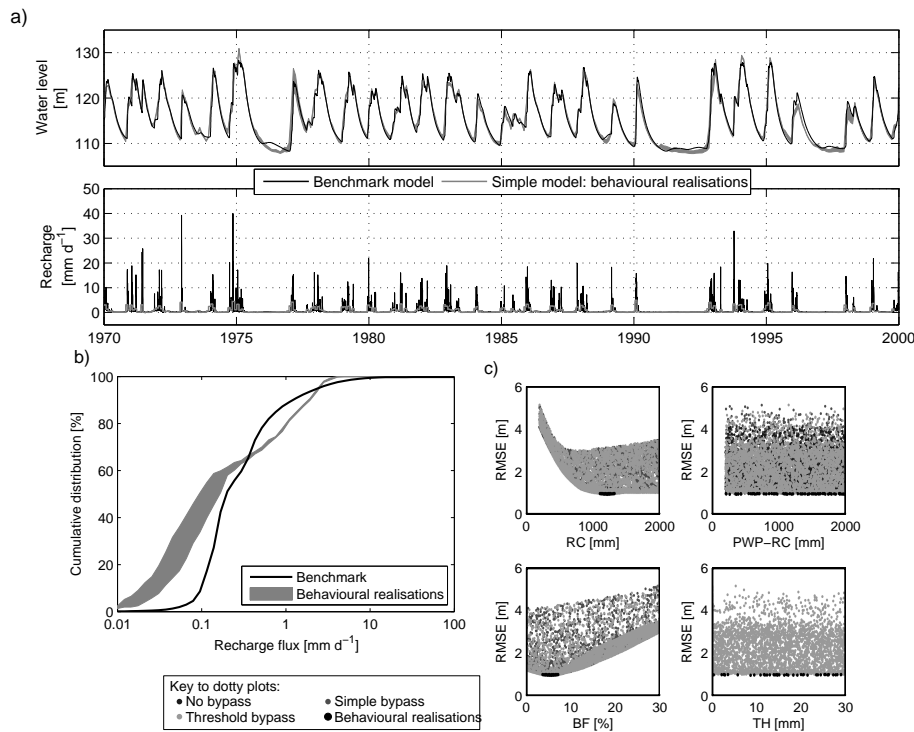 a)
130
120
110
Water level
[m]
Benchmark model
Simple model: behavioural realisations
50
40
30
20
10
0
Recharge
[mm d−1]
1970
1975
1980
1985
1990
1995
2000
b)
100
80
60
40
20
0
Cumulative distribution [%]
Benchmark
Behavioural realisations
0.01
0.1
1
10
100
Recharge flux [mm d−1]
c)
6
4
2
0
RMSE [m]
0
1000
2000
RC [mm]
6
4
2
0
RMSE [m]
0
1000
2000
PWP−RC [mm]
6
4
2
0
RMSE [m]
0
10
20
30
BF [%]
6
4
2
0
RMSE [m]
0
10
20
30
TH [mm]
Key to dotty plots:
No bypass
Simple bypass
Threshold bypass
Behavioural realisations